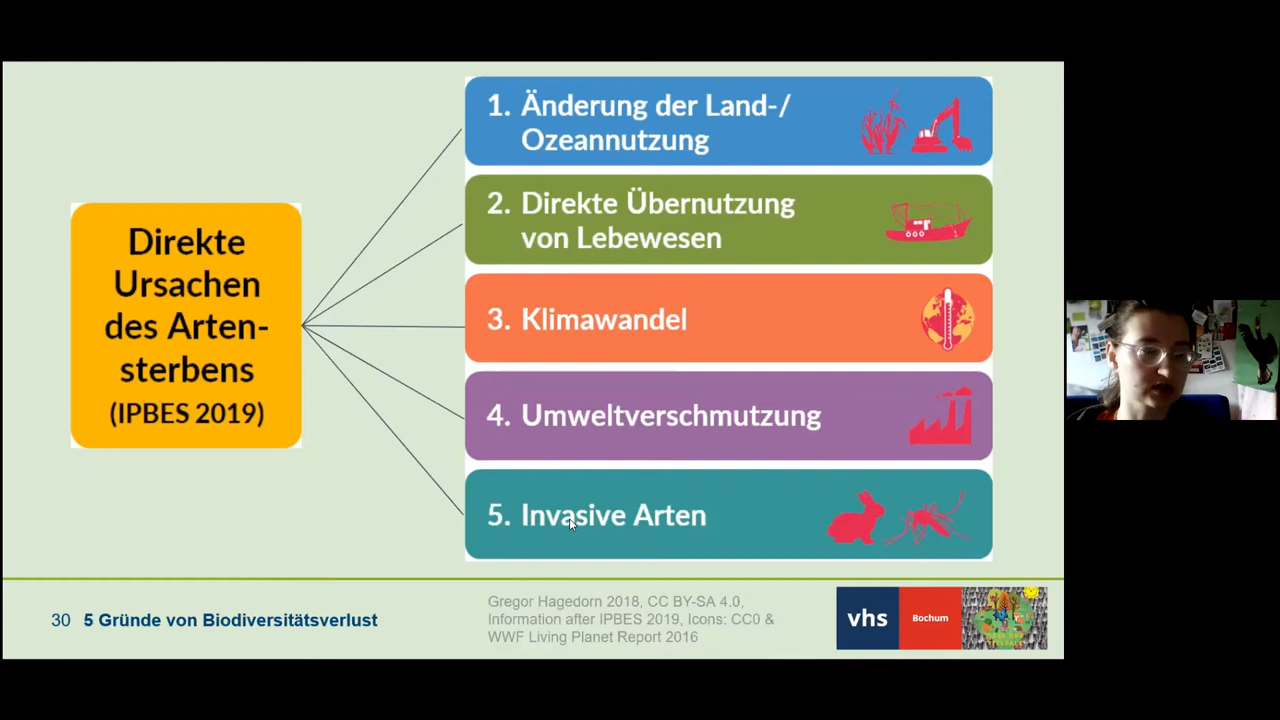 Direkte
Ursachen
des Arten-
sterbens
(IPBES 2019)
1. Änderung der Land-/
Ozeannutzung
2. Direkte Übernutzung
von Lebewesen
3. Klimawandel
4. Umweltverschmutzung
5. Invasive Arten
30 5 Gründe von Biodiversitätsverlust
Gregor Hagedorn 2018, CC BY-SA 4.0,
Information after IPBES 2019, Icons: CC0 &
WWF Living Planet Report 2016
vhs
Bochum